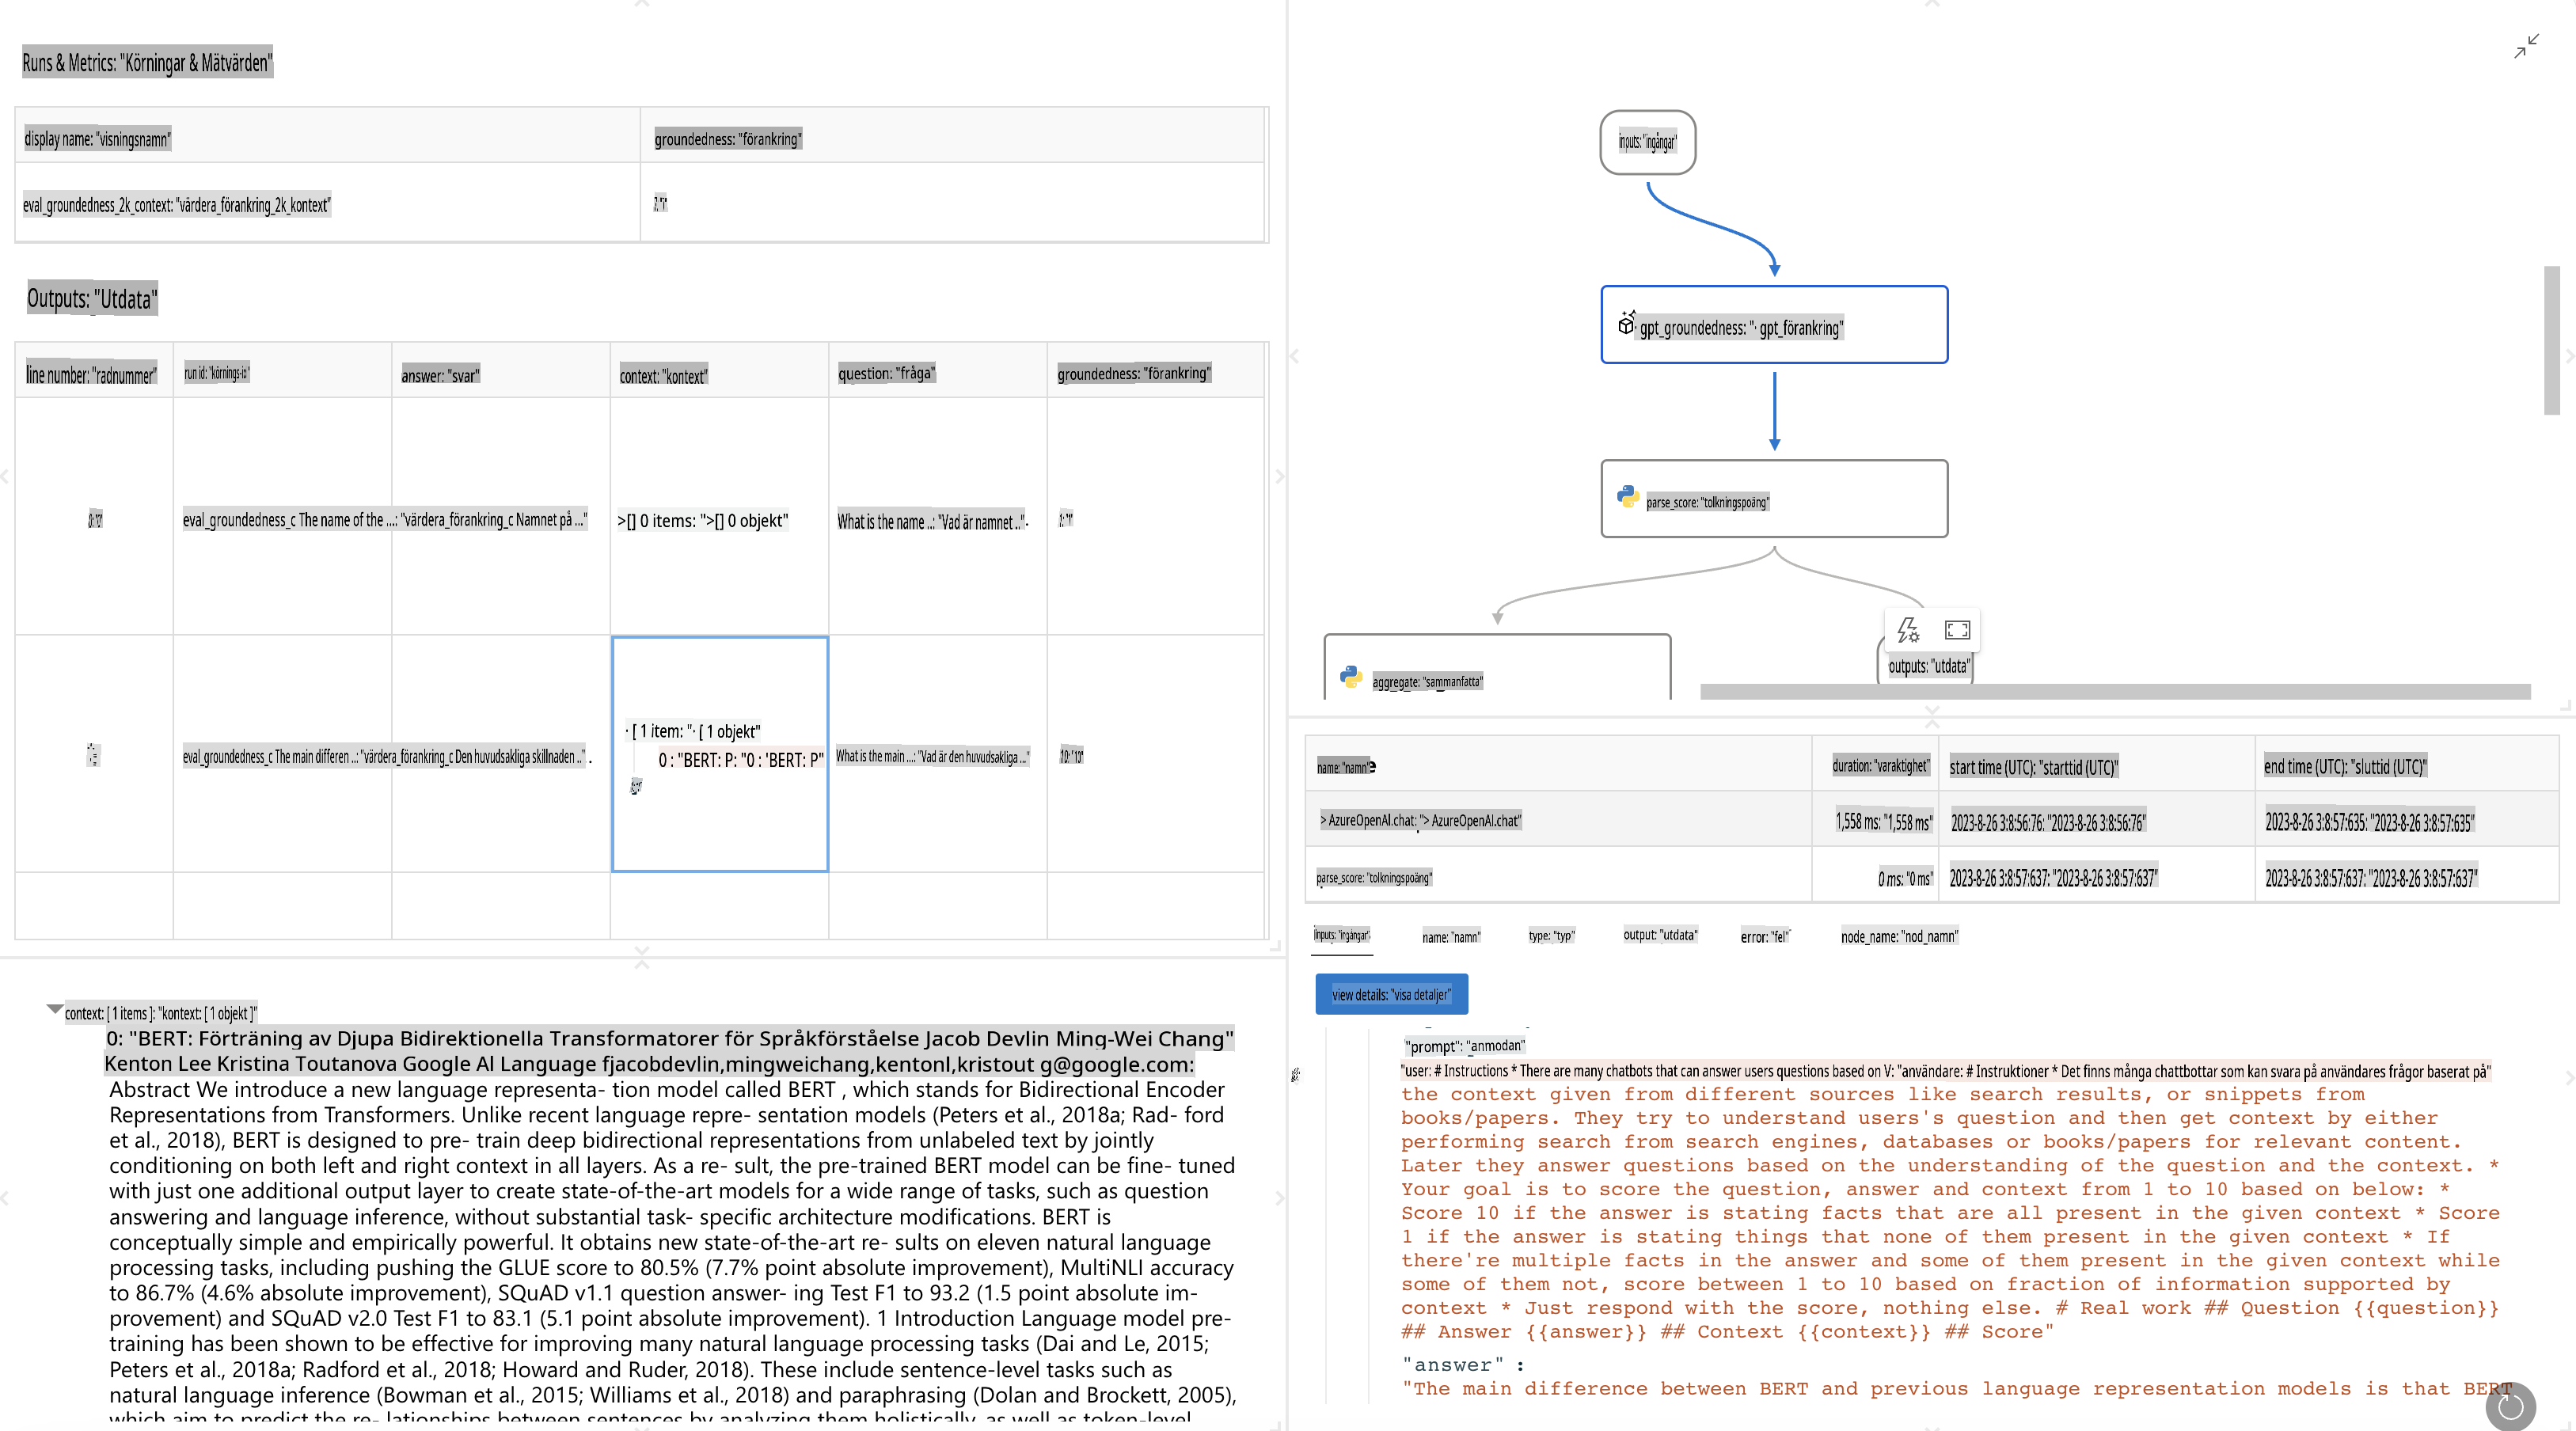 Runs & Metrics: "Körningar & Mätvärden"
display name: "visningsnamn"
groundedness: "förankring"
eval_groundedness_2k_context: "värdera_förankring_2k_kontext"
Outputs: "Utdata"
line number: "radnummer"
run id: "körnings-id"
answer: "svar"
context: "kontext"
question: "fråga"
groundedness: "förankring"
eval_groundedness_c The name of the ...: "värdera_förankring_c Namnet på ..."
>[] 0 items: ">[] 0 objekt"
What is the name ..: "Vad är namnet .."
1: "1"
eval_groundedness_c The main differen ..: "värdera_förankring_c Den huvudsakliga skillnaden .."
· [ 1 item: "· [ 1 objekt"
0 : "BERT: P: "0 : 'BERT: P"
What is the main ...: "Vad är den huvudsakliga ..."
10: "10"
context: [ 1 items ]: "kontext: [ 1 objekt ]"
0: "BERT: Förträning av Djupa Bidirektionella Transformatorer för Språkförståelse Jacob Devlin Ming-Wei Chang"
Kenton Lee Kristina Toutanova Google AI Language fjacobdevlin,mingweichang,kentonl,kristout g@google.com:
Abstract We introduce a new language representa- tion model called BERT , which stands for Bidirectional Encoder
Representations from Transformers. Unlike recent language repre- sentation models (Peters et al., 2018a; Rad- ford
et al., 2018), BERT is designed to pre- train deep bidirectional representations from unlabeled text by jointly
conditioning on both left and right context in all layers. As a re- sult, the pre-trained BERT model can be fine- tuned
with just one additional output layer to create state-of-the-art models for a wide range of tasks, such as question
answering and language inference, without substantial task- specific architecture modifications. BERT is
conceptually simple and empirically powerful. It obtains new state-of-the-art re- sults on eleven natural language
processing tasks, including pushing the GLUE score to 80.5% (7.7% point absolute improvement), MultiNLI accuracy
to 86.7% (4.6% absolute improvement), SQuAD v1.1 question answer- ing Test F1 to 93.2 (1.5 point absolute im-
provement) and SQuAD v2.0 Test F1 to 83.1 (5.1 point absolute improvement). 1 Introduction Language model pre-
training has been shown to be effective for improving many natural language processing tasks (Dai and Le, 2015;
Peters et al., 2018a; Radford et al., 2018; Howard and Ruder, 2018). These include sentence-level tasks such as
natural language inference (Bowman et al., 2015; Williams et al., 2018) and paraphrasing (Dolan and Brockett, 2005),
which aim to predict the re- lationships between sentences by analyzing them holistically, as well as token-level
inputs: "ingångar"
gpt_groundedness: "· gpt_förankring"
parse_score: "tolkningspoäng"
aggregate: "sammanfatta"
outputs: "utdata"
name: "namn"
duration: "varaktighet"
start time (UTC): "starttid (UTC)"
end time (UTC): "sluttid (UTC)"
> AzureOpenAI.chat: "> AzureOpenAI.chat"
1,558 ms: "1,558 ms"
2023-8-26 3:8:56:76: "2023-8-26 3:8:56:76"
2023-8-26 3:8:57:635: "2023-8-26 3:8:57:635"
parse_score: "tolkningspoäng"
0 ms: "0 ms"
2023-8-26 3:8:57:637: "2023-8-26 3:8:57:637"
2023-8-26 3:8:57:637: "2023-8-26 3:8:57:637"
inputs: "ingångar"
name: "namn"
type: "typ"
output: "utdata"
error: "fel"
node_name: "nod_namn"
view details: "visa detaljer"
"prompt": "anmodan"
"user: # Instructions * There are many chatbots that can answer users questions based on V: "användare: # Instruktioner * Det finns många chattbottar som kan svara på användares frågor baserat på"
the context given from different sources like search results, or snippets from
books/papers. They try to understand users's question and then get context by either
performing search from search engines, databases or books/papers for relevant content.
Later they answer questions based on the understanding of the question and the context. *
Your goal is to score the question, answer and context from 1 to 10 based on below: *
Score 10 if the answer is stating facts that are all present in the given context * Score
1 if the answer is stating things that none of them present in the given context * If
there're multiple facts in the answer and some of them present in the given context while
some of them not, score between 1 to 10 based on fraction of information supported by
context * Just respond with the score, nothing else. # Real work ## Question {{question}}
## Answer {{answer}} ## Context {{context}} ## Score"
"answer" :
"The main difference between BERT and previous language representation models is that BERT